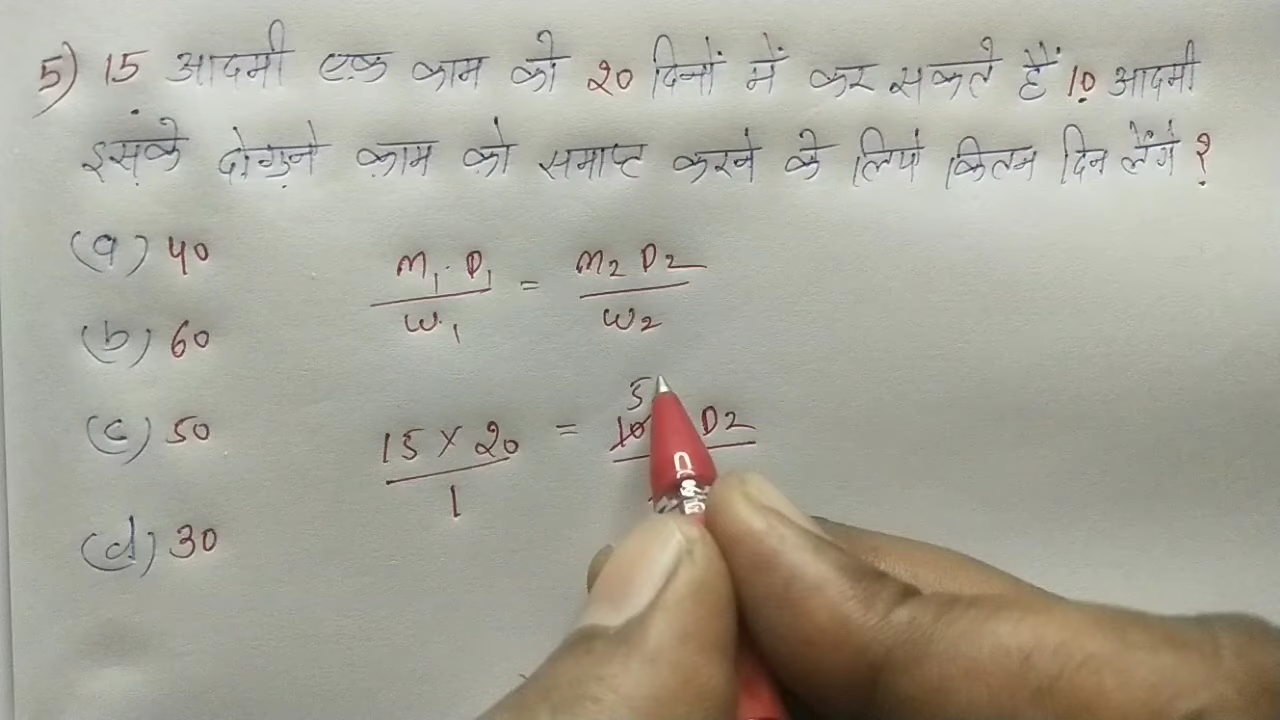 5) 15 आदमी एक काम को 20 दिनों में कर सकते हैं 10 आदमी
इसके दोगुने काम को समाप्त करने के लिये कितन दिन लेंगे ?
(a) 40
(b) 60
(c) 50
(d) 30
M1 . D1 / W1 = M2 D2 / W2
5
15 × 20 / 1 = 10 D2